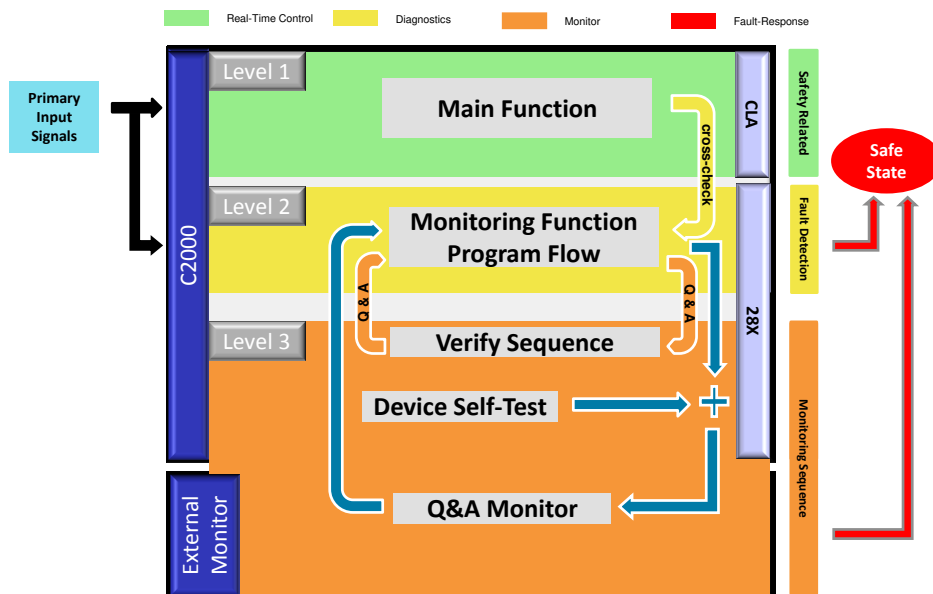 Real-Time Control
Diagnostics
Monitor
Fault-Response
Level 1
Primary
Input
Signals
Main Function
CLA
Safety Related
cross-check
Safe
State
Level 2
Monitoring Function
Program Flow
Fault Detection
C2000
Q & A
Q & A
28X
Level 3
Verify Sequence
Device Self-Test
Monitoring Sequence
Q&A Monitor
External
Monitor